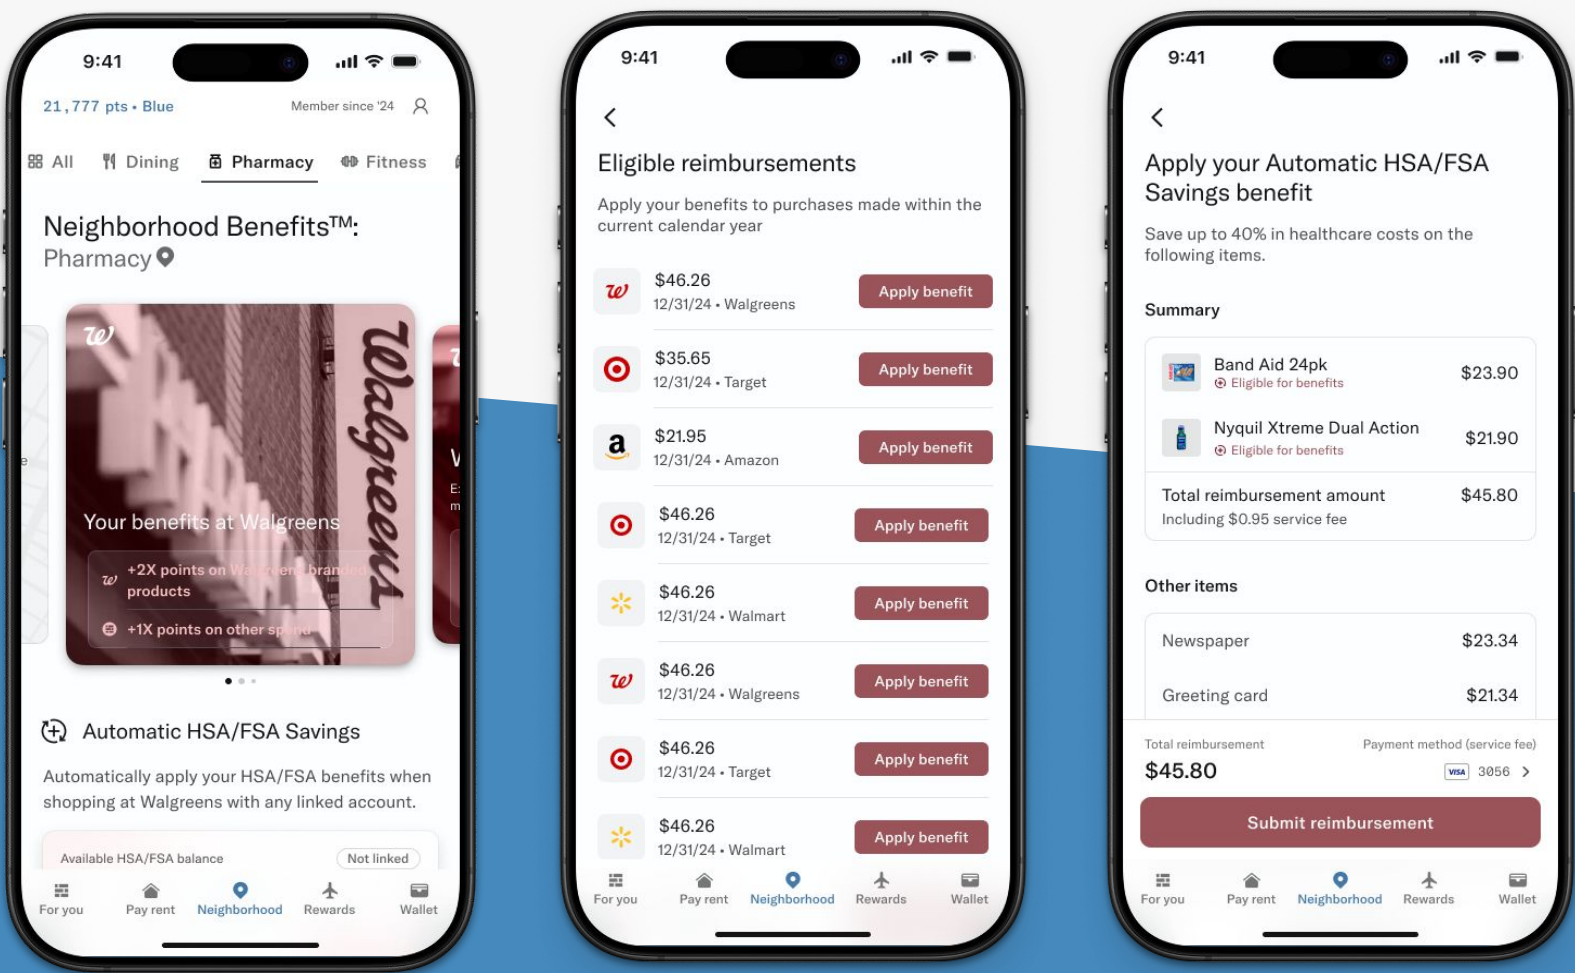 9:41
21,777 pts • Blue
Member since '24
All
Dining
Pharmacy
Fitness
Neighborhood Benefits™:
Pharmacy
Walgreens
Your benefits at Walgreens
+2X points on Walgreens branded
products
+1X points on other spend
Automatic HSA/FSA Savings
Automatically apply your HSA/FSA benefits when
shopping at Walgreens with any linked account.
Available HSA/FSA balance
Not linked
For you
Pay rent
Neighborhood
Rewards
Wallet
9:41
Eligible reimbursements
Apply your benefits to purchases made within the
current calendar year
$46.26
12/31/24 • Walgreens
Apply benefit
$35.65
12/31/24 • Target
Apply benefit
a
$21.95
12/31/24 • Amazon
Apply benefit
$46.26
12/31/24 • Target
Apply benefit
$46.26
12/31/24 • Walmart
Apply benefit
$46.26
12/31/24 • Walgreens
Apply benefit
$46.26
12/31/24 • Target
Apply benefit
$46.26
12/31/24 • Walmart
Apply benefit
For you
Pay rent
Neighborhood
Rewards
Wallet
9:41
Apply your Automatic HSA/FSA
Savings benefit
Save up to 40% in healthcare costs on the
following items.
Summary
Band Aid 24pk
Eligible for benefits
$23.90
Nyquil Xtreme Dual Action
Eligible for benefits
$21.90
Total reimbursement amount
$45.80
Including $0.95 service fee
Other items
Newspaper
$23.34
Greeting card
$21.34
Total reimbursement
Payment method (service fee)
$45.80
VISA
3056
Submit reimbursement
For you
Pay rent
Neighborhood
Rewards
Wallet